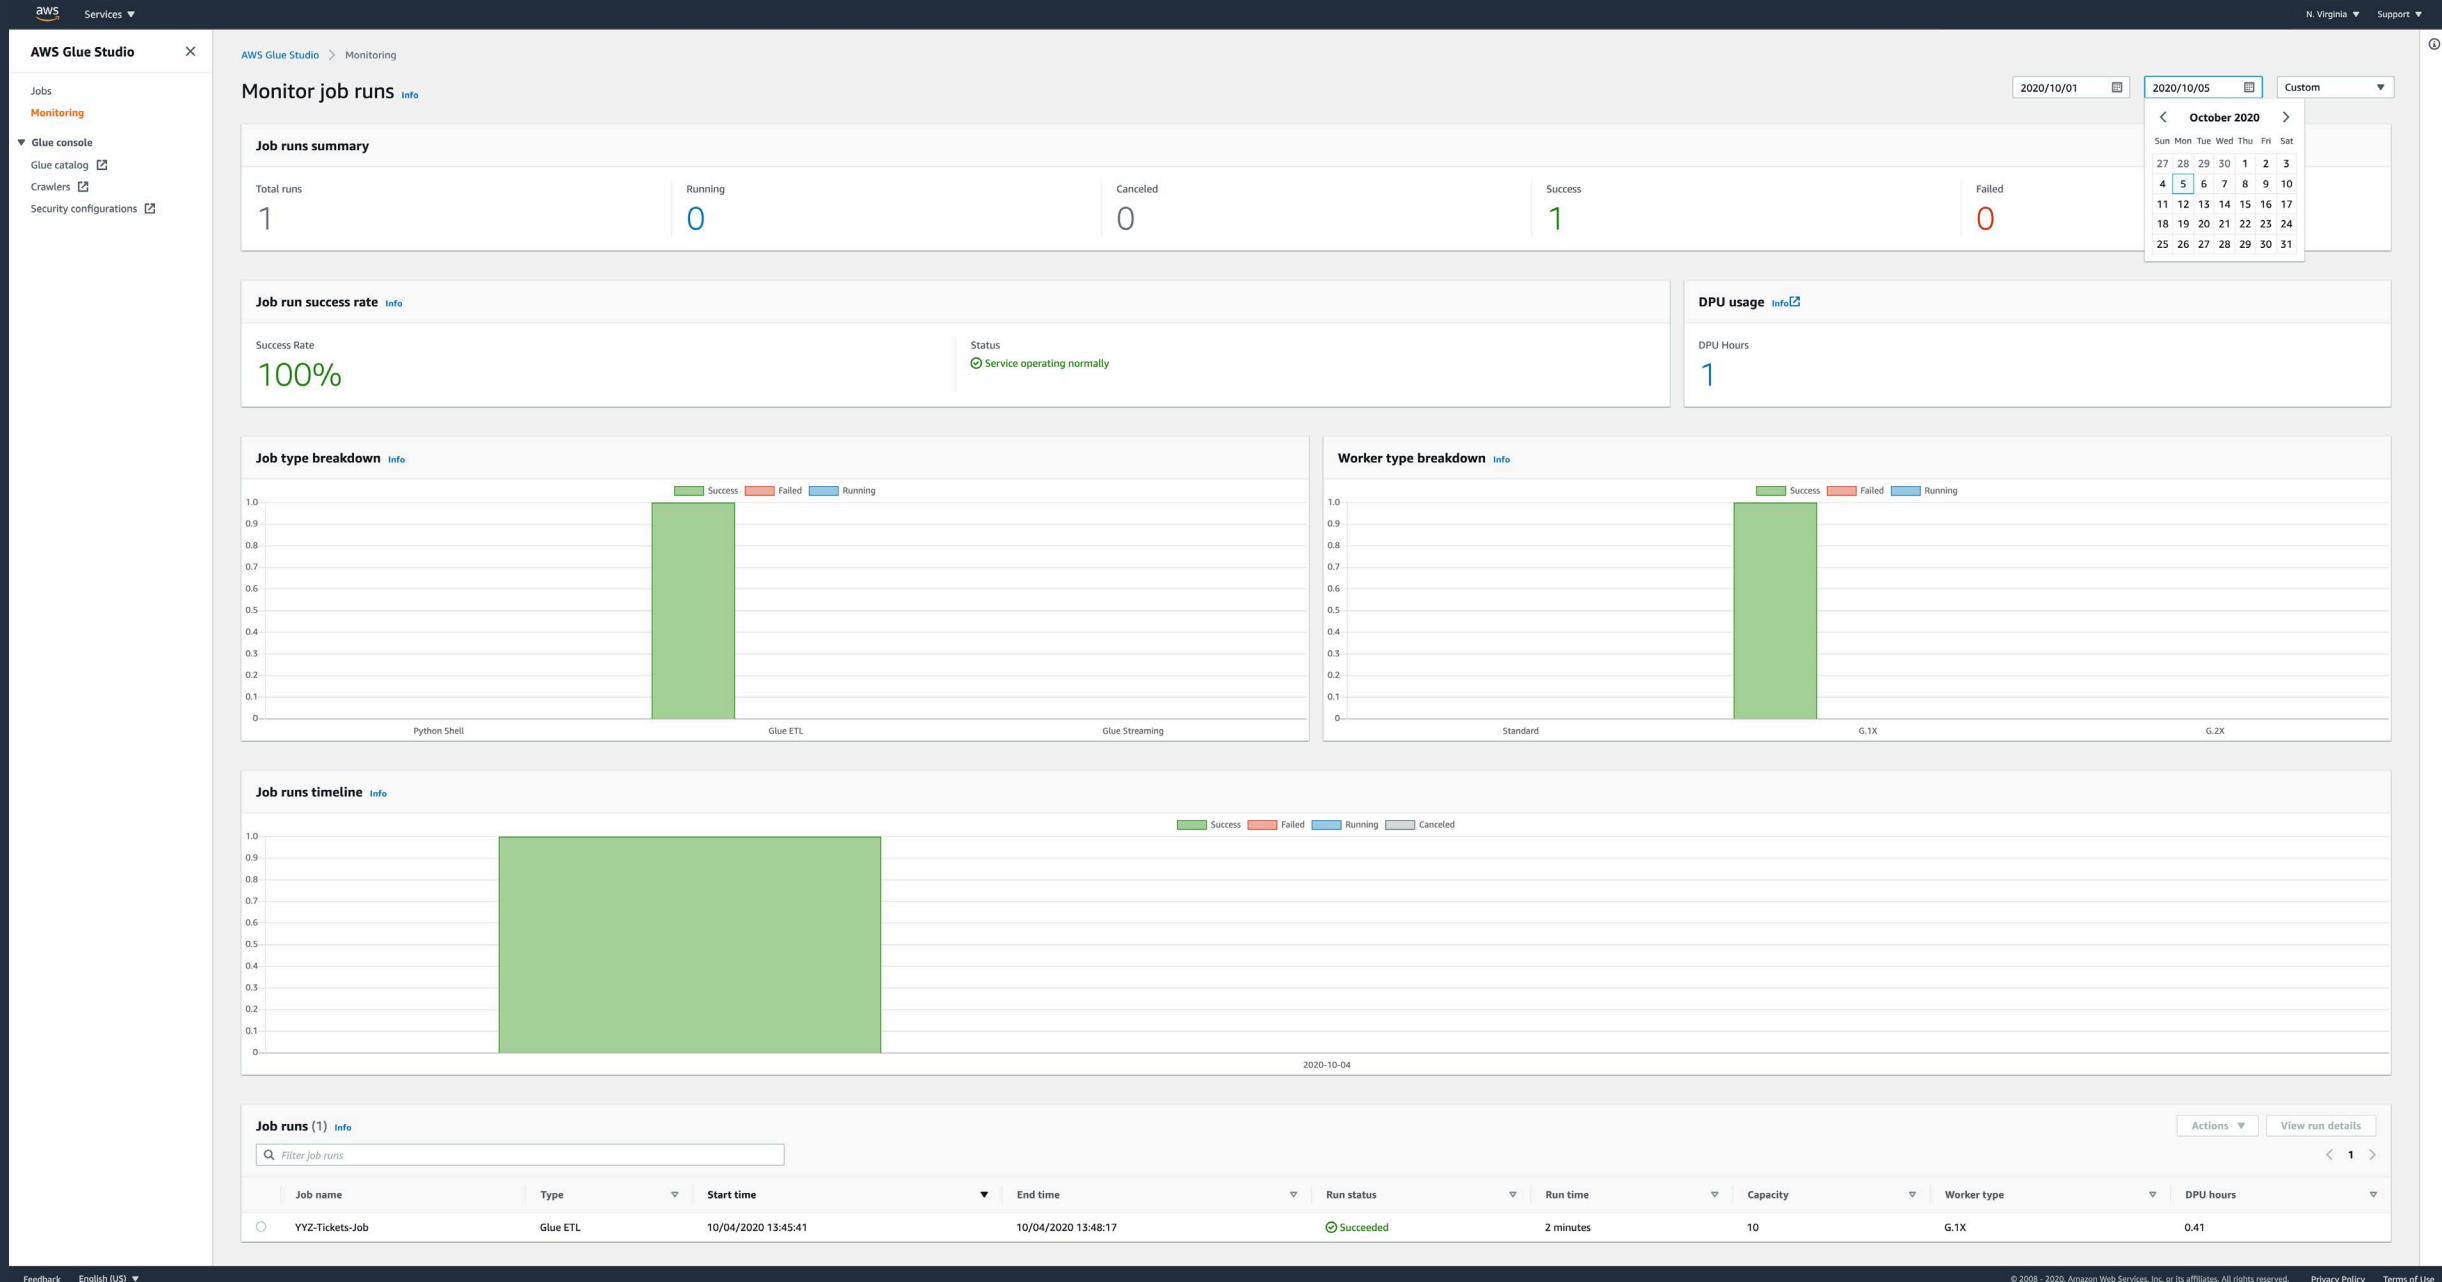 aws Services N. Virginia Support
AWS Glue Studio
Jobs
Monitoring
Glue console
Glue catalog
Crawlers
Security configurations
AWS Glue Studio > Monitoring
Monitor job runs Info
2020/10/01 2020/10/05 Custom
October 2020
Sun Mon Tue Wed Thu Fri Sat
27 28 29 30 1 2 3
4 5 6 7 8 9 10
11 12 13 14 15 16 17
18 19 20 21 22 23 24
25 26 27 28 29 30 31
Job runs summary
Total runs Running Canceled Success Failed
1 0 0 1 0
Job run success rate Info
Success Rate Status
100% Service operating normally
DPU usage Info
DPU Hours
1
Job type breakdown Info
Success Failed Running
1.0
0.9
0.8
0.7
0.6
0.5
0.4
0.3
0.2
0.1
0
Python Shell Glue ETL Glue Streaming
Worker type breakdown Info
Success Failed Running
1.0
0.9
0.8
0.7
0.6
0.5
0.4
0.3
0.2
0.1
0
Standard G.1X G.2X
Job runs timeline Info
Success Failed Running Canceled
1.0
0.9
0.8
0.7
0.6
0.5
0.4
0.3
0.2
0.1
0
2020-10-04
Job runs (1) Info
Actions View run details
Filter job runs
1
Job name Type Start time End time Run status Run time Capacity Worker type DPU hours
YYZ-Tickets-Job Glue ETL 10/04/2020 13:45:41 10/04/2020 13:48:17 Succeeded 2 minutes 10 G.1X 0.41
Feedback English (US) © 2008 - 2020, Amazon Web Services, Inc. or its affiliates. All rights reserved. Privacy Policy Terms of Use